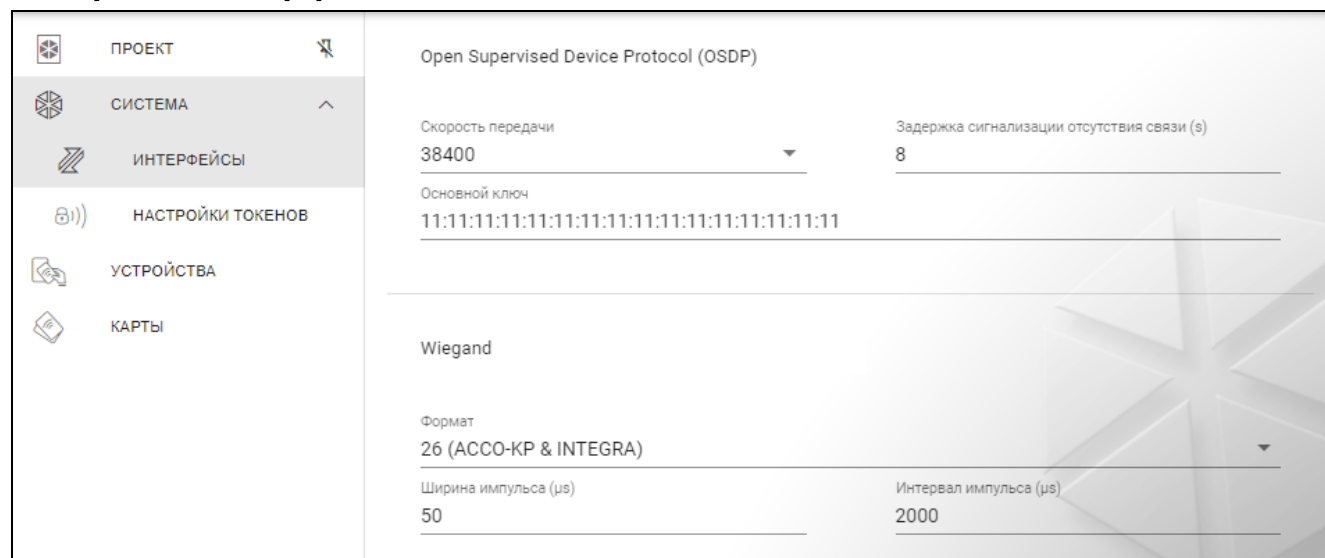 ПРОЕКТ
СИСТЕМА
ИНТЕРФЕЙСЫ
НАСТРОЙКИ ТОКЕНОВ
УСТРОЙСТВА
КАРТЫ
Open Supervised Device Protocol (OSDP)
Скорость передачи
38400
Задержка сигнализации отсутствия связи (s)
8
Основной ключ
11:11:11:11:11:11:11:11:11:11:11:11:11:11:11:11
Wiegand
Формат
26 (ACCO-KP & INTEGRA)
Ширина импульса (μs)
50
Интервал импульса (μs)
2000